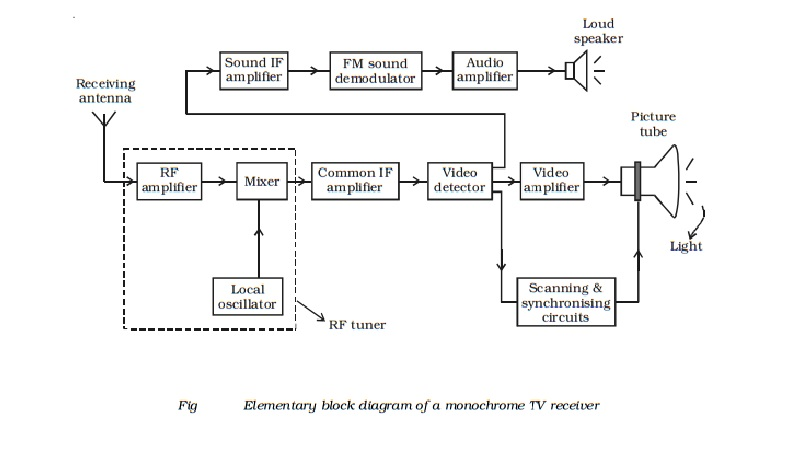 Loud
speaker
Sound IF
amplifier
FM sound
demodulator
Audio
amplifier
Receiving
antenna
Picture
tube
RF
amplifier
Mixer
Common IF
amplifier
Video
detector
Video
amplifier
Light
Local
oscillator
Scanning &
synchronising
circuits
RF tuner
Fig Elementary block diagram of a monochrome TV receiver